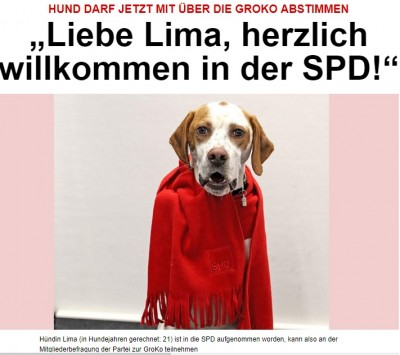 HUND DARF JETZT MIT ÜBER DIE GROKO ABSTIMMEN
„Liebe Lima, herzlich
willkommen in der SPD!“
SPD
Hündin Lima (in Hundejahren gerechnet: 21) ist in die SPD aufgenommen worden, kann also an der
Mitgliederbefragung der Partei zur GroKo teilnehmen